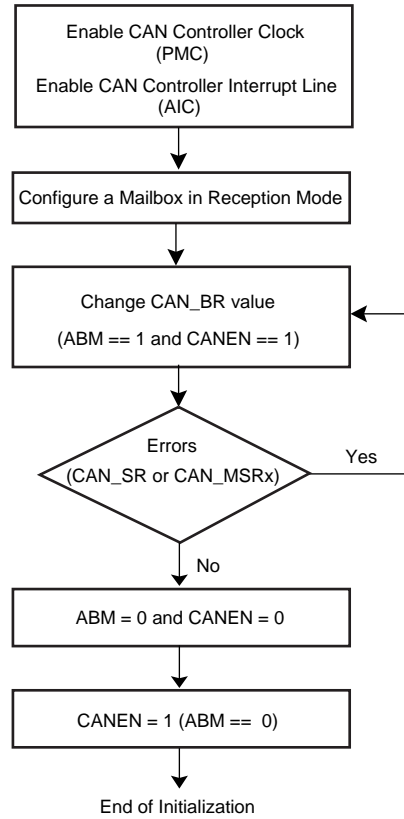 Enable CAN Controller Clock
(PMC)
Enable CAN Controller Interrupt Line
(AIC)
Configure a Mailbox in Reception Mode
Change CAN_BR value
(ABM == 1 and CANEN == 1)
Errors
(CAN_SR or CAN_MSRx)
Yes
No
ABM = 0 and CANEN = 0
CANEN = 1 (ABM == 0)
End of Initialization